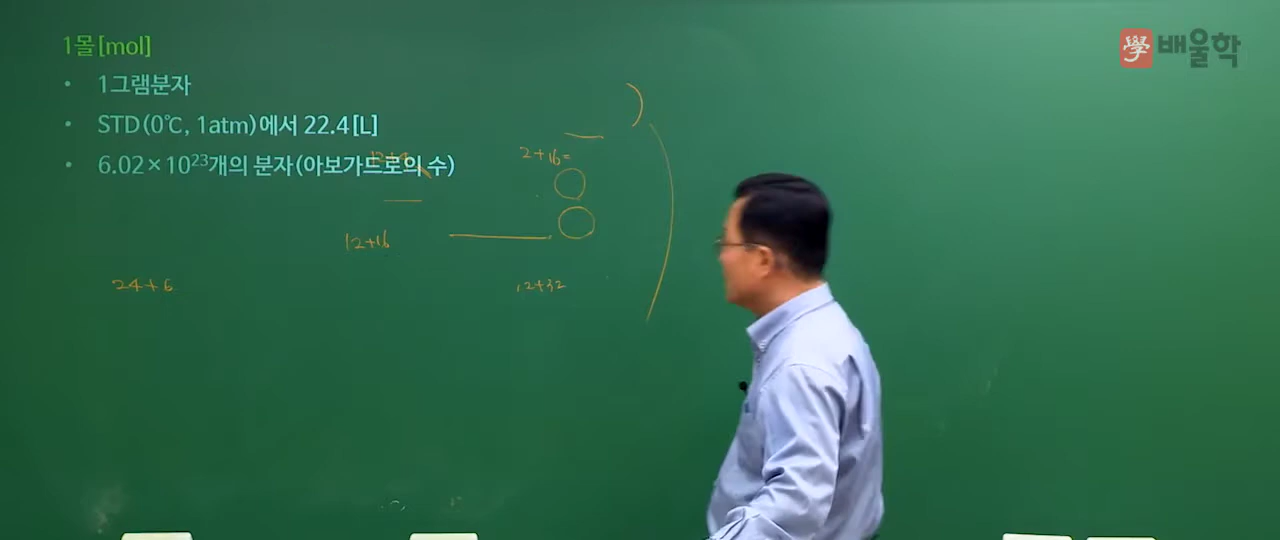 1몰[mol]
學 배울학
• 1그램분자
• STD(0℃, 1atm)에서 22.4[L]
2+16=
• 6.02×10²³개의 분자(아보가드로의 수)
12+16
24+6
12+32